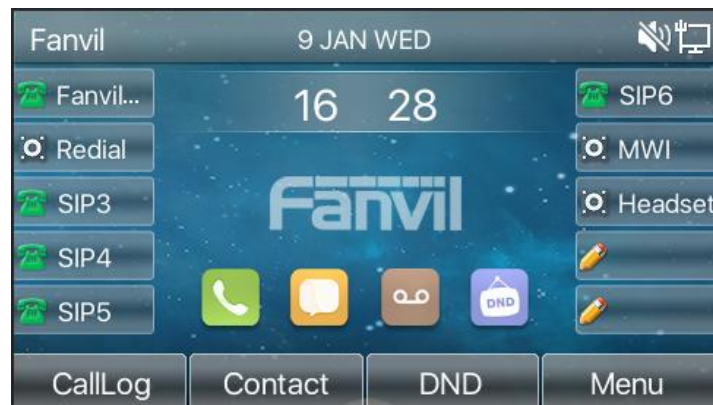 Fanvil 9 JAN WED
Fanvil... 16 28 SIP6
Redial MWI
SIP3 Fanvil Headset
SIP4
SIP5 DND
CallLog Contact DND Menu